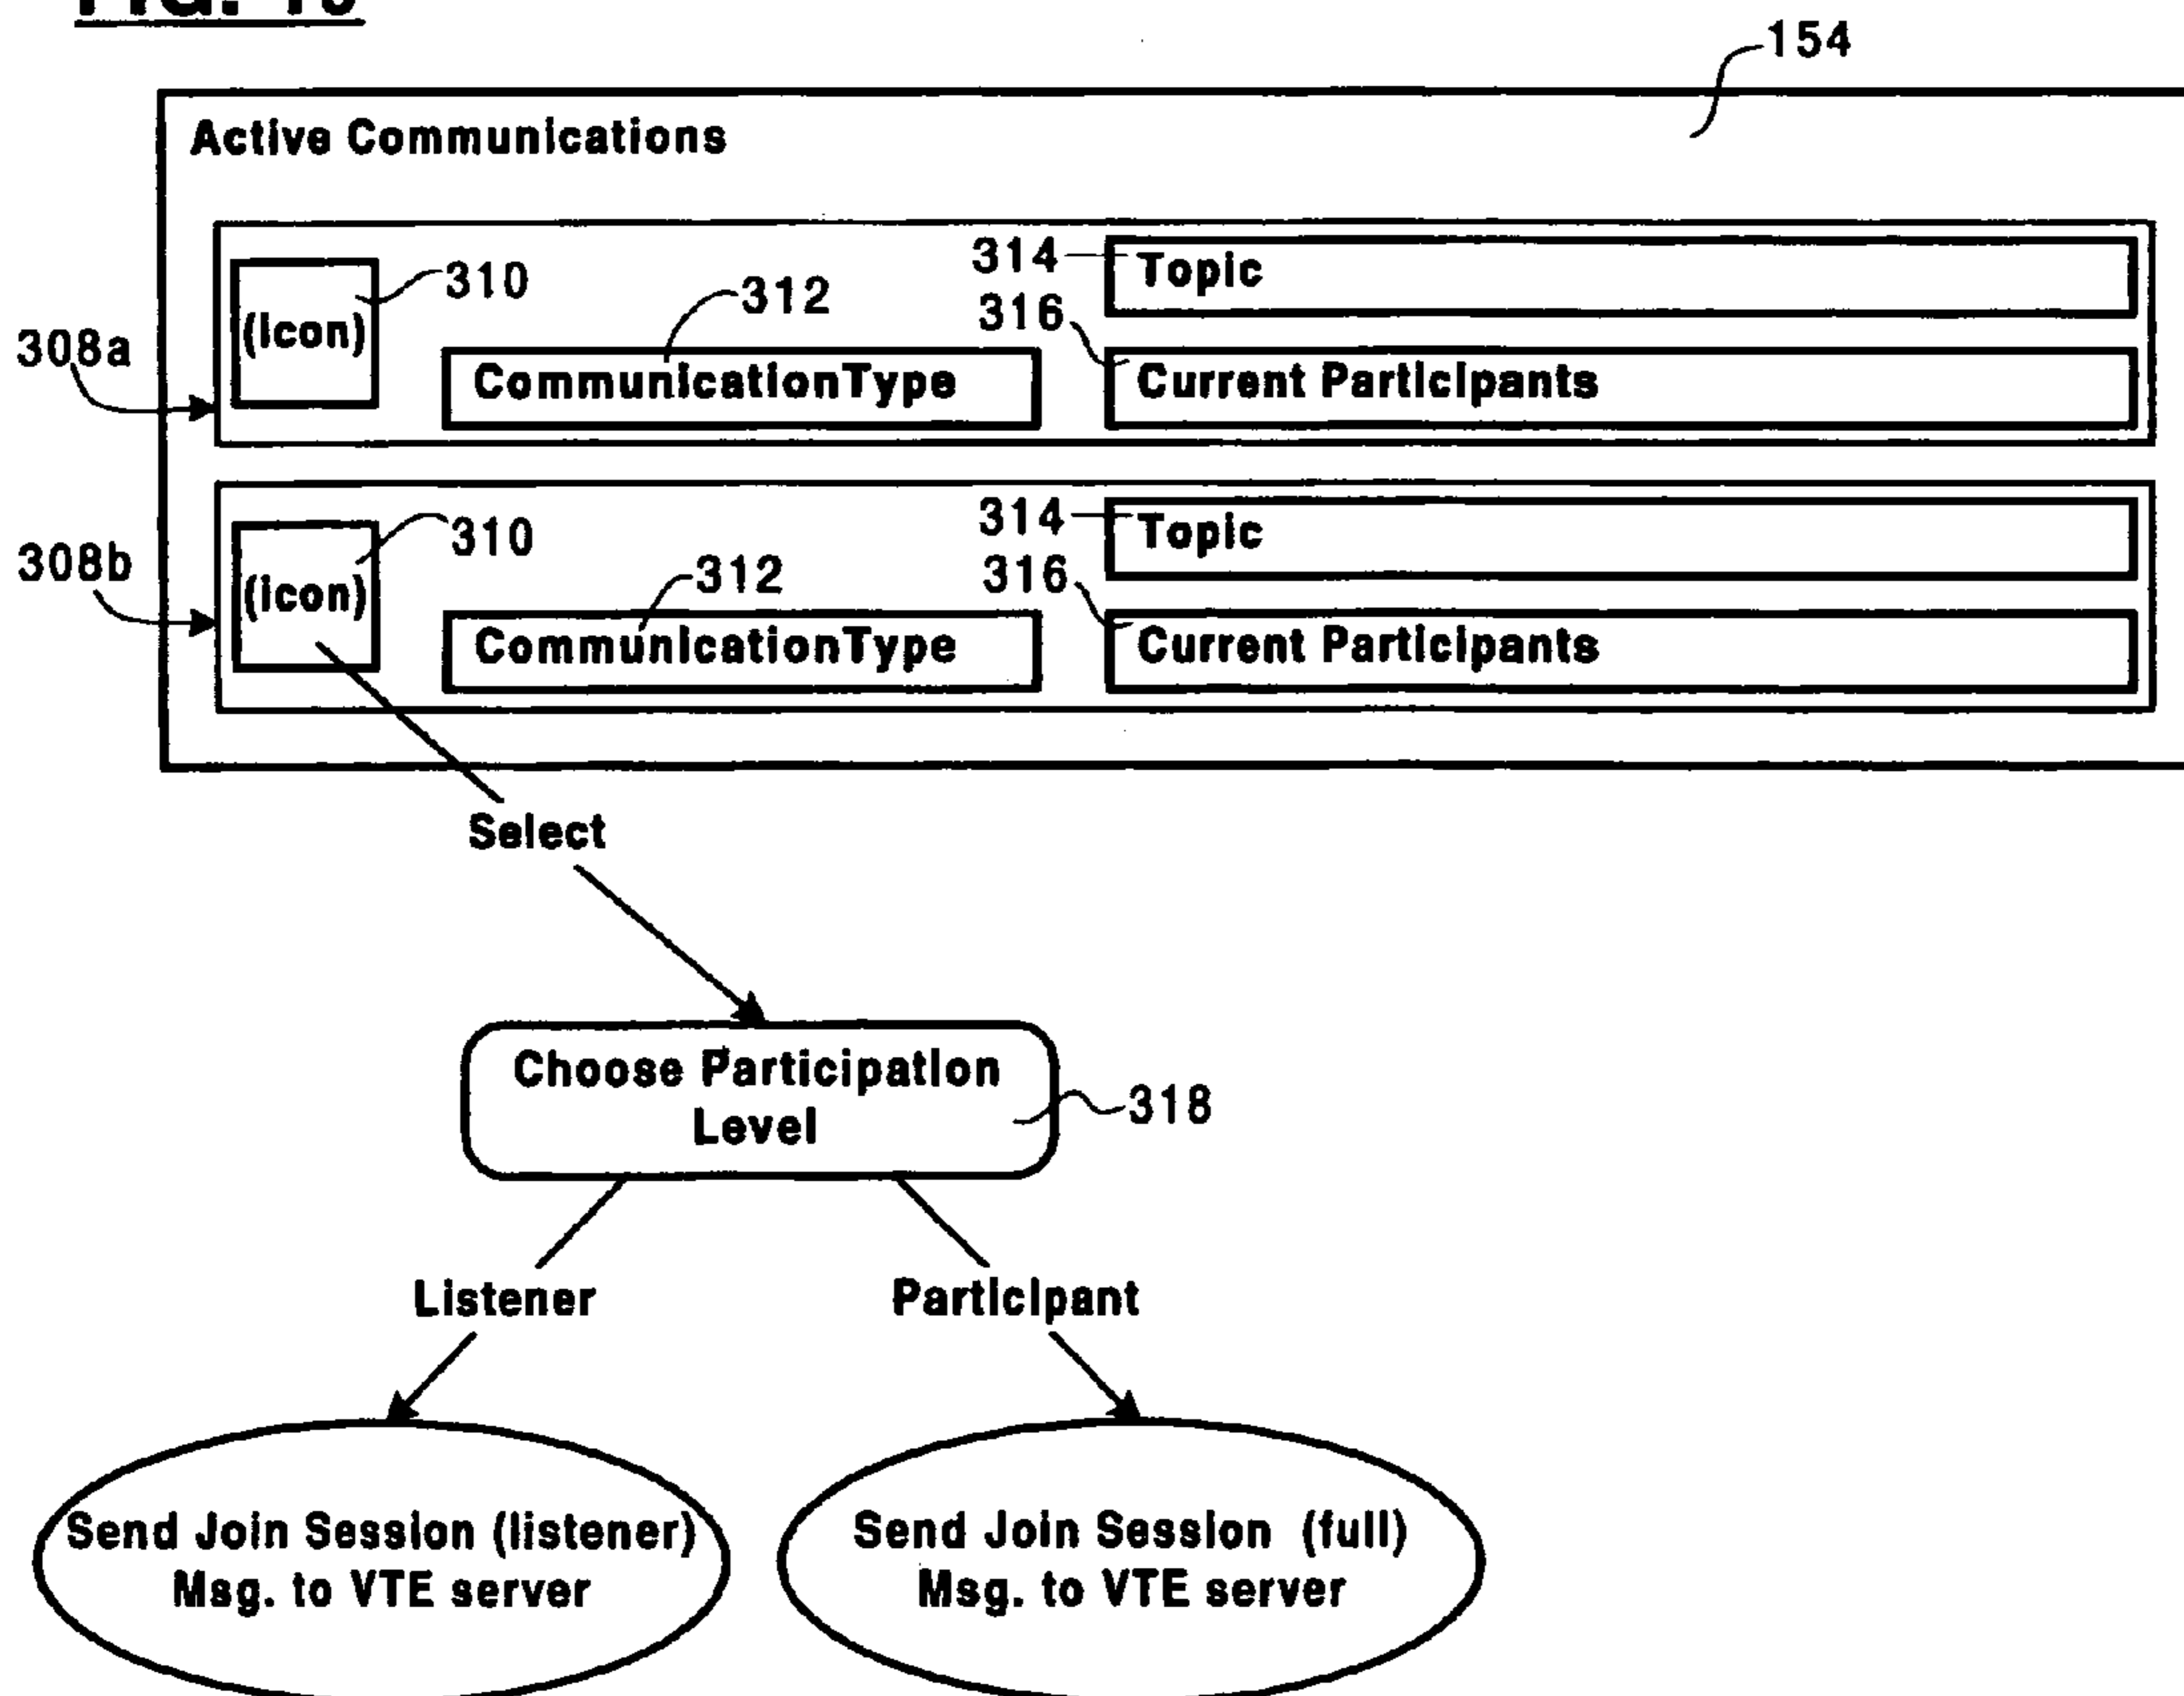 154
Active Communications
310
(Icon)
312
CommunicationType
314
Topic
316
Current Participants
308a
310
(Icon)
312
CommunicationType
314
Topic
316
Current Participants
308b
Select
Choose Participation
Level
318
Listener
Participant
Send Join Session (listener)
Msg. to VTE server
Send Join Session (full)
Msg. to VTE server